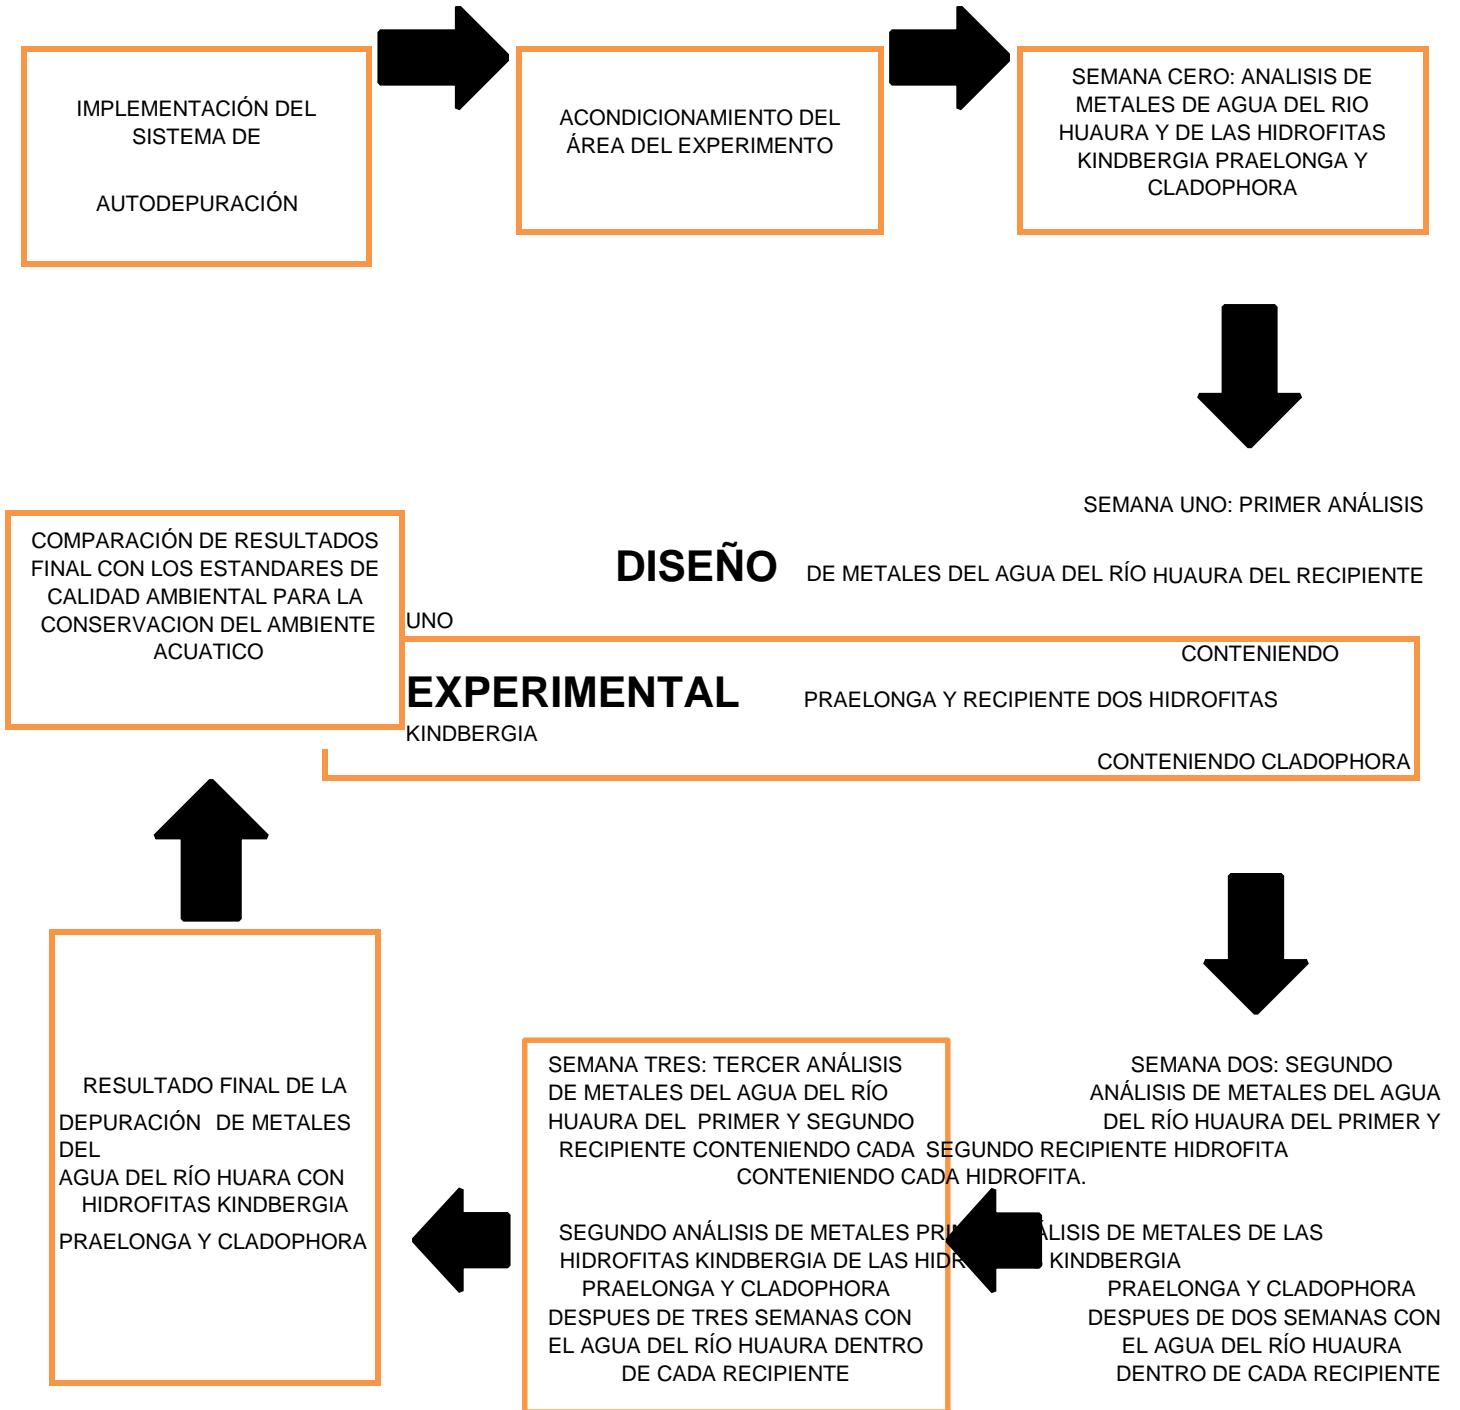 IMPLEMENTACIÓN DEL
SISTEMA DE
AUTODEPURACIÓN
ACONDICIONAMIENTO DEL
ÁREA DEL EXPERIMENTO
SEMANA CERO: ANALISIS DE
METALES DE AGUA DEL RIO
HUAURA Y DE LAS HIDROFITAS
KINDBERGIA PRAELONGA Y
CLADOPHORA
SEMANA UNO: PRIMER ANÁLISIS
DISEÑO DE METALES DEL AGUA DEL RÍO HUAURA DEL RECIPIENTE
UNO
CONTENIENDO
EXPERIMENTAL PRAELONGA Y RECIPIENTE DOS HIDROFITAS
KINDBERGIA
CONTENIENDO CLADOPHORA
COMPARACIÓN DE RESULTADOS
FINAL CON LOS ESTANDARES DE
CALIDAD AMBIENTAL PARA LA
CONSERVACION DEL AMBIENTE
ACUATICO
RESULTADO FINAL DE LA
DEPURACIÓN DE METALES
DEL
AGUA DEL RÍO HUARA CON
HIDROFITAS KINDBERGIA
PRAELONGA Y CLADOPHORA
SEMANA TRES: TERCER ANÁLISIS SEMANA DOS: SEGUNDO
DE METALES DEL AGUA DEL RÍO ANÁLISIS DE METALES DEL AGUA
HUAURA DEL PRIMER Y SEGUNDO DEL RÍO HUAURA DEL PRIMER Y
RECIPIENTE CONTENIENDO CADA SEGUNDO RECIPIENTE HIDROFITA
CONTENIENDO CADA HIDROFITA.
SEGUNDO ANÁLISIS DE METALES DE METALES DE LAS
HIDROFITAS KINDBERGIA DE LAS KINDBERGIA
PRAELONGA Y CLADOPHORA PRAELONGA Y CLADOPHORA
DESPUES DE TRES SEMANAS CON DESPUES DE DOS SEMANAS CON
EL AGUA DEL RÍO HUAURA DENTRO EL AGUA DEL RÍO HUAURA
DE CADA RECIPIENTE DENTRO DE CADA RECIPIENTE